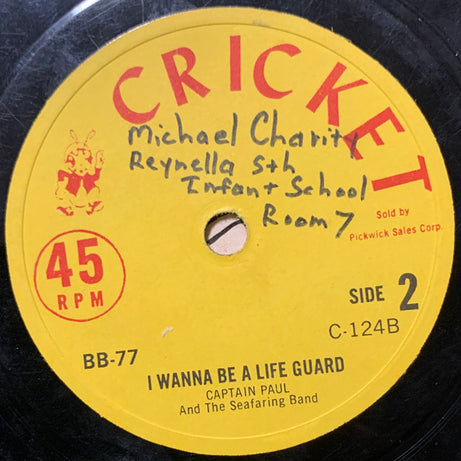 CRICKET
Michael Charity
Reynella Sth
Infant School
Room 7
Sold by
Pickwick Sales Corp.
45
RPM
SIDE 2
C-124B
BB-77
I WANNA BE A LIFE GUARD
CAPTAIN PAUL
And The Seafaring Band